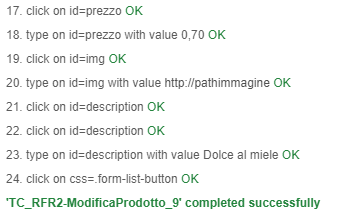 17. click on id=prezzo OK
18. type on id=prezzo with value 0,70 OK
19. click on id=img OK
20. type on id=img with value http://pathimmagine OK
21. click on id=description OK
22. click on id=description OK
23. type on id=description with value Dolce al miele OK
24. click on css=.form-list-button OK
'TC_RFR2-ModificaProdotto_9' completed successfully